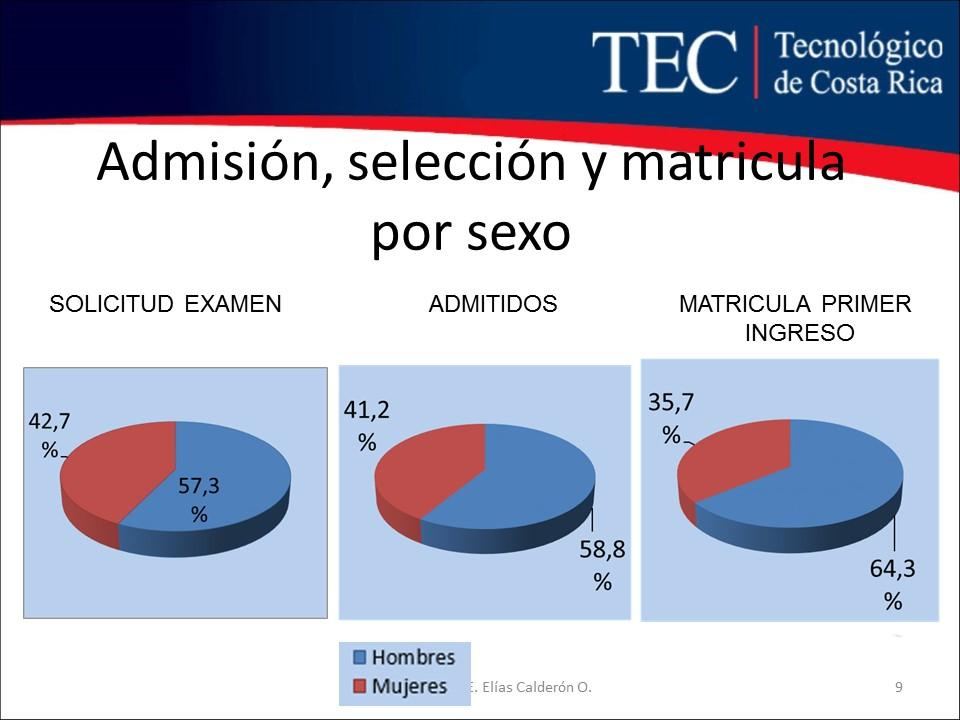 TEC | Tecnológico
de Costa Rica
Admisión, selección y matricula
por sexo
SOLICITUD EXAMEN
ADMITIDOS
MATRICULA PRIMER
INGRESO
42,7
%
57,3
%
41,2
%
58,8
%
35,7
%
64,3
%
Hombres
Mujeres
E. Elías Calderón O.
9